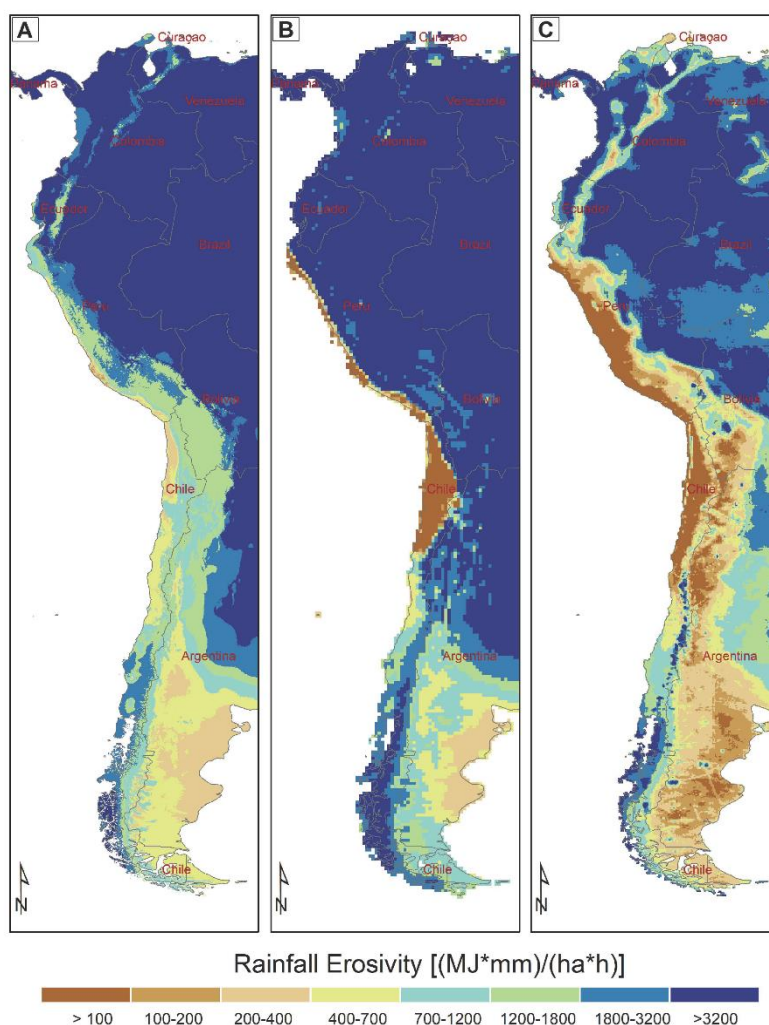 A
Curaçao
Panama
Venezuela
Colombia
Ecuador
Brazil
Peru
Bolivia
Chile
Argentina
Chile
N
B
Curaçao
Panama
Venezuela
Colombia
Ecuador
Brazil
Peru
Bolivia
Chile
Argentina
Chile
N
C
Curaçao
Panama
Venezuela
Colombia
Ecuador
Brazil
Peru
Bolivia
Chile
Argentina
Chile
N
Rainfall Erosivity [(MJ*mm)/(ha*h)]
> 100 100-200 200-400 400-700 700-1200 1200-1800 1800-3200 >3200